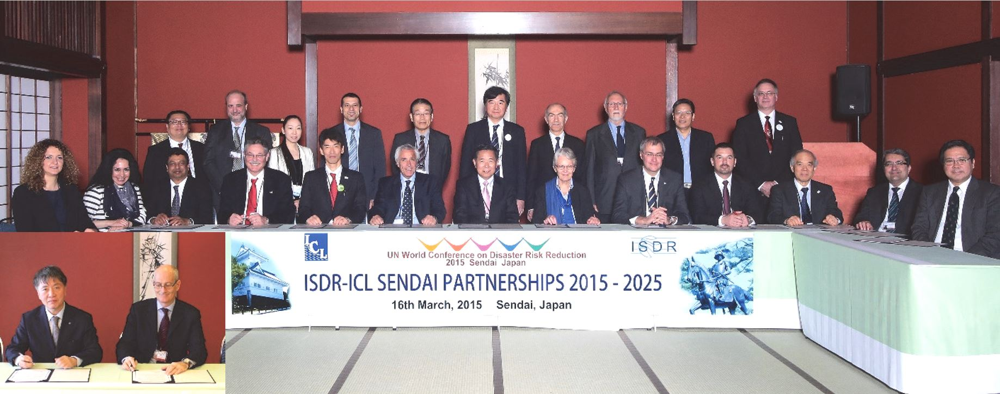 ICL
UN World Conference on Disaster Risk Reduction
2015 Sendai Japan
ISDR
ISDR-ICL SENDAI PARTNERSHIPS 2015 - 2025
16th March, 2015 Sendai, Japan